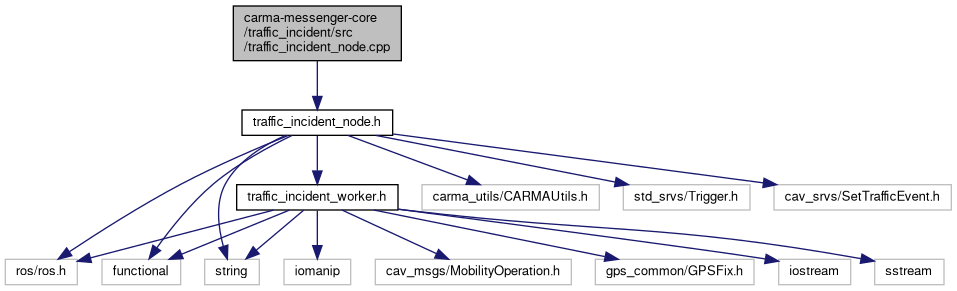 carma-messenger-core
/traffic_incident/src
/traffic_incident_node.cpp
traffic_incident_node.h
traffic_incident_worker.h
carma_utils/CARMAUtils.h
std_srvs/Trigger.h
cav_srvs/SetTrafficEvent.h
ros/ros.h
functional
string
iomanip
cav_msgs/MobilityOperation.h
gps_common/GPSFix.h
iostream
sstream